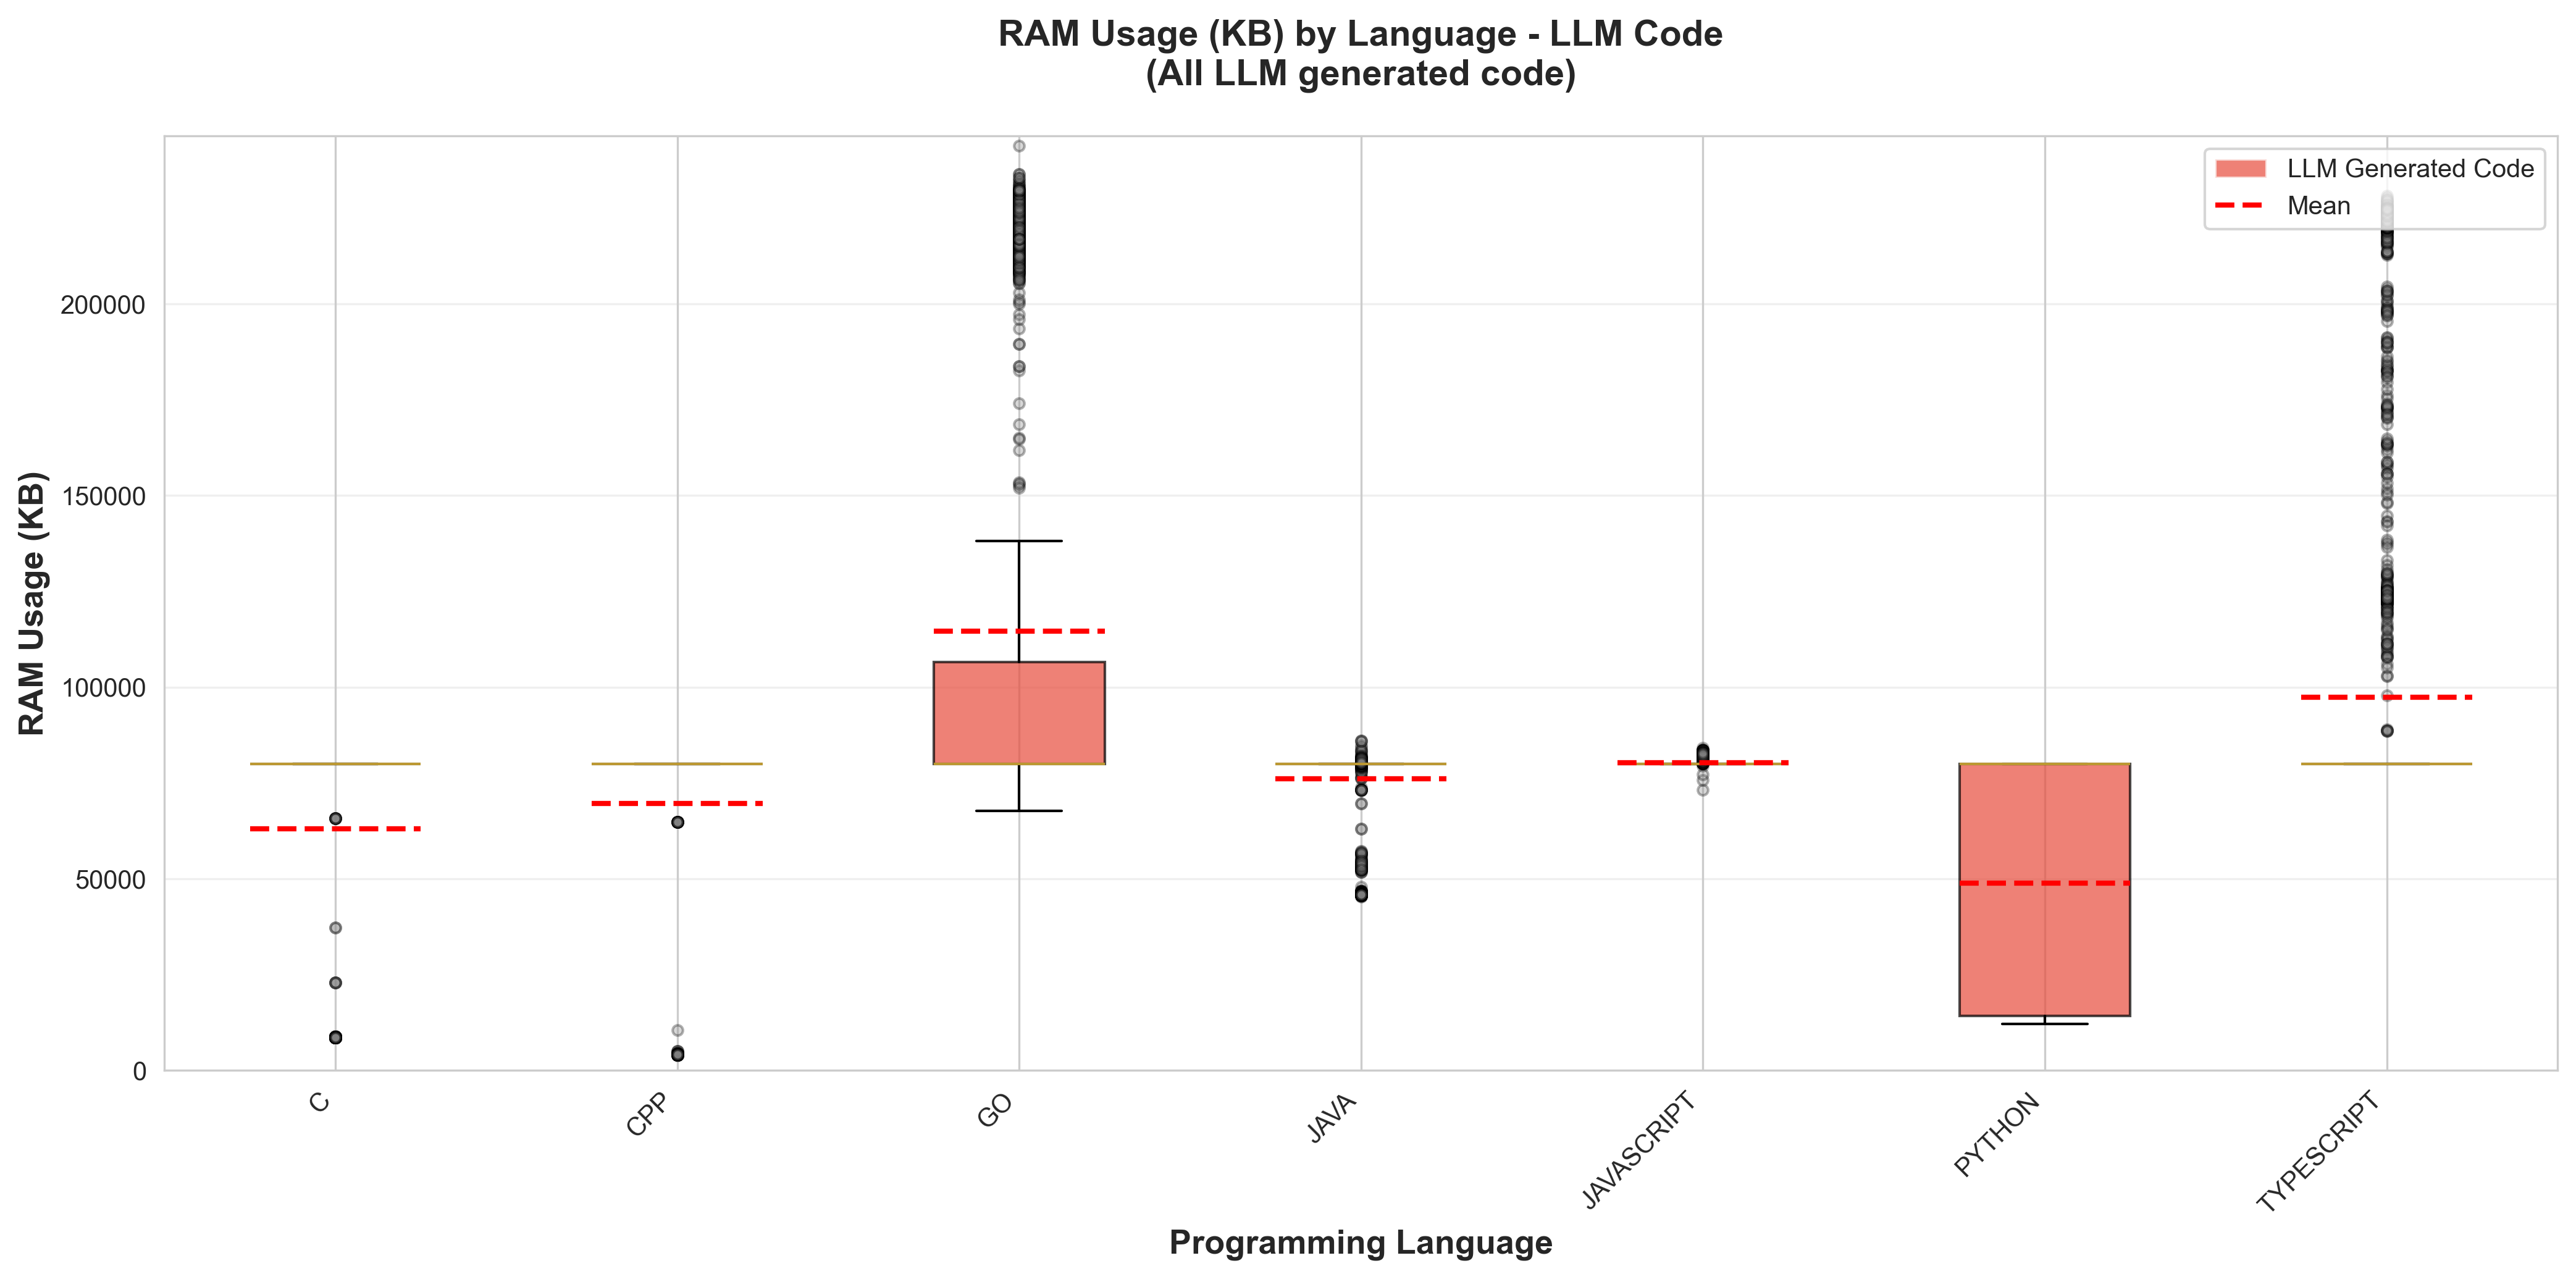 RAM Usage (KB) by Language - LLM Code
(All LLM generated code)
LLM Generated Code
Mean
RAM Usage (KB)
200000
150000
100000
50000
0
C
CPP
GO
JAVA
JAVASCRIPT
PYTHON
TYPESCRIPT
Programming Language